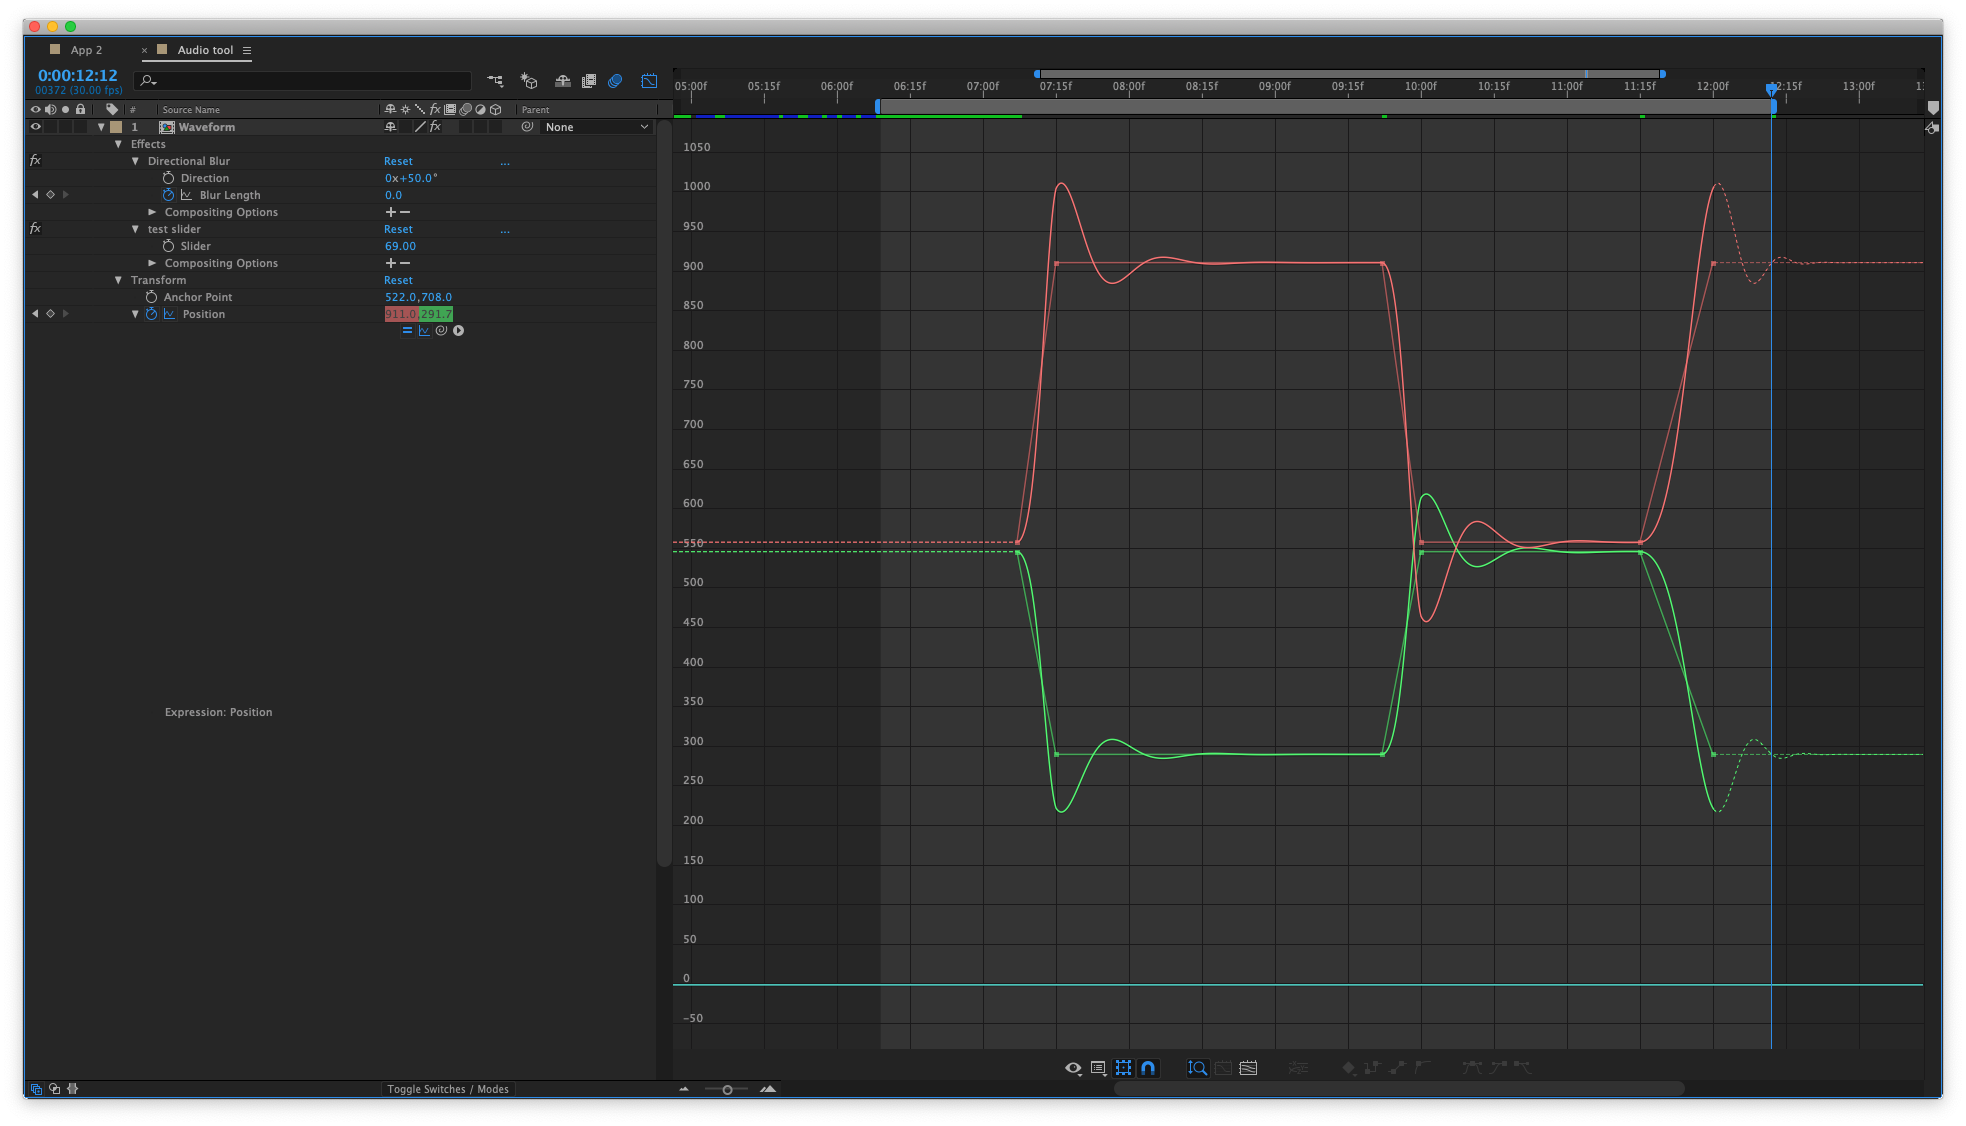 App 2
× Audio tool
0:00:12:12
00372 (30.00 fps)
# Source Name
fx
Parent
1 Waveform
fx
None
Effects
fx Directional Blur Reset ...
Direction 0x+50.0°
Blur Length 0.0
Compositing Options + −
fx test slider Reset ...
Slider 69.00
Compositing Options + −
Transform Reset
Anchor Point 522.0,708.0
Position 911.0,291.7
Expression: Position
Toggle Switches / Modes
05:00f 05:15f 06:00f 06:15f 07:00f 07:15f 08:00f 08:15f 09:00f 09:15f 10:00f 10:15f 11:00f 11:15f 12:00f 2:15f 13:00f 1
1050
1000
950
900
850
800
750
700
650
600
550
500
450
400
350
300
250
200
150
100
50
0
−50